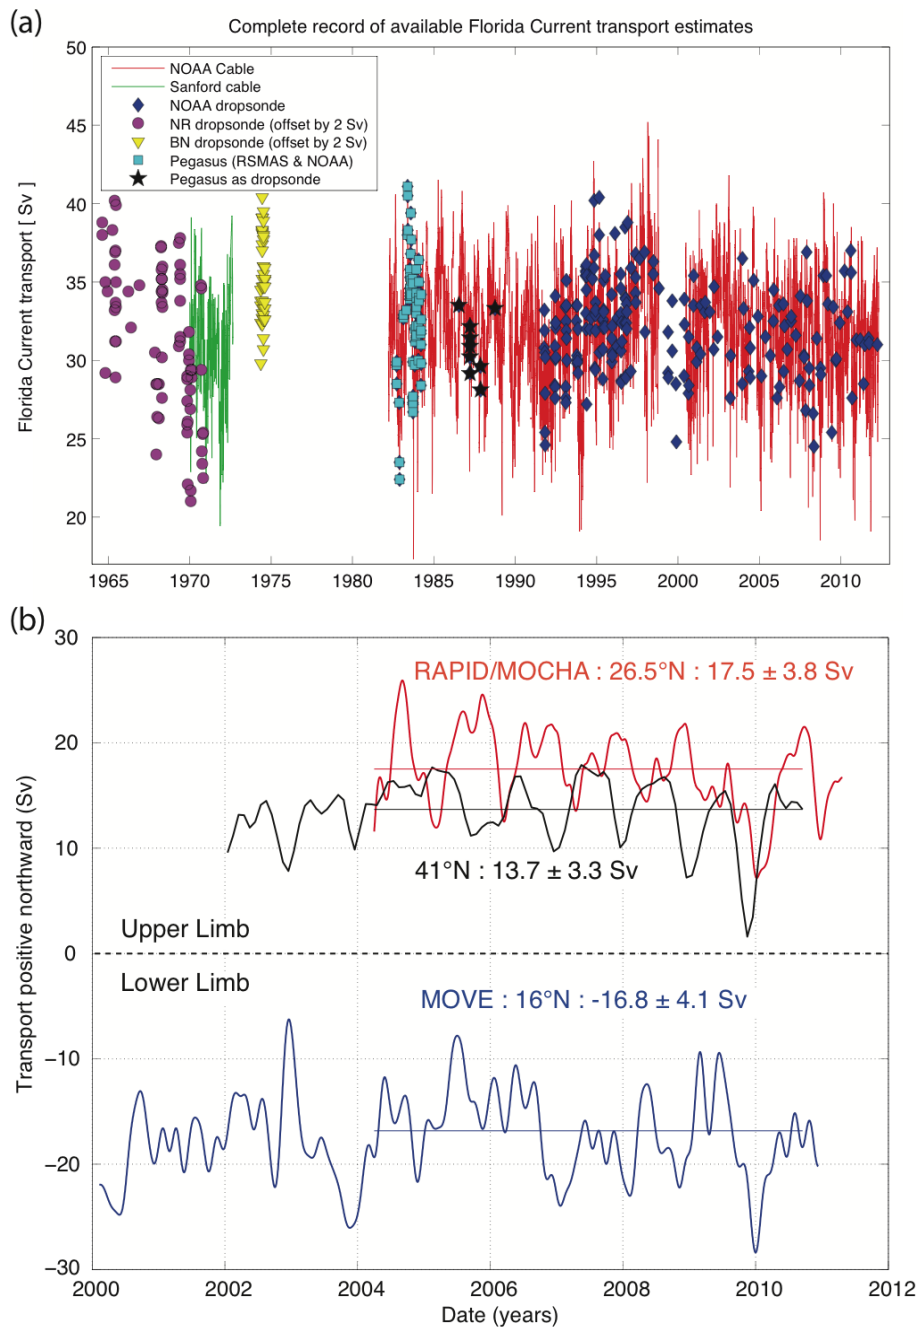 (a)
Complete record of available Florida Current transport estimates
50
45
40
35
30
25
20
Florida Current transport [ Sv ]
NOAA Cable
Sanford cable
NOAA dropsonde
NR dropsonde (offset by 2 Sv)
BN dropsonde (offset by 2 Sv)
Pegasus (RSMAS & NOAA)
Pegasus as dropsonde
1965 1970 1975 1980 1985 1990 1995 2000 2005 2010
(b)
30
20
10
0
−10
−20
−30
Transport positive northward (Sv)
RAPID/MOCHA : 26.5°N : 17.5 ± 3.8 Sv
41°N : 13.7 ± 3.3 Sv
Upper Limb
Lower Limb
MOVE : 16°N : -16.8 ± 4.1 Sv
2000 2002 2004 2006 2008 2010 2012
Date (years)